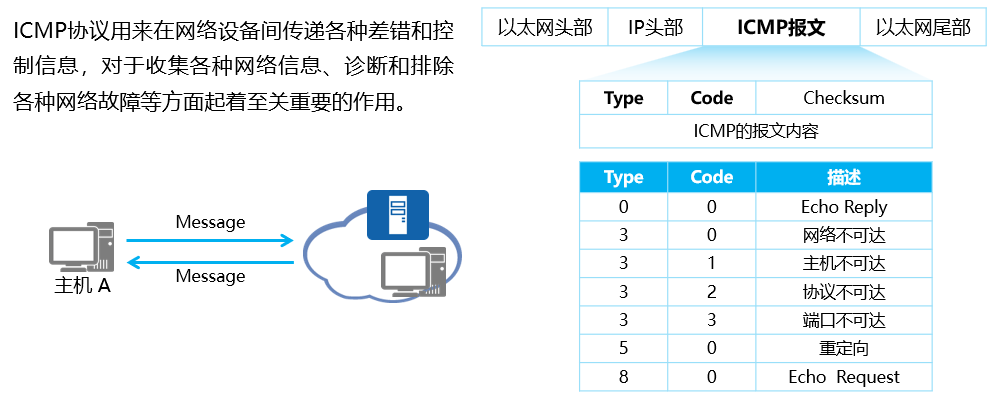 ICMP协议用来在网络设备间传递各种差错和控
制信息，对于收集各种网络信息、诊断和排除
各种网络故障等方面起着至关重要的作用。
以太网头部 IP头部 ICMP报文 以太网尾部
Type Code Checksum
ICMP的报文内容
Type Code 描述
0 0 Echo Reply
3 0 网络不可达
3 1 主机不可达
3 2 协议不可达
3 3 端口不可达
5 0 重定向
8 0 Echo Request
Message
Message
主机 A